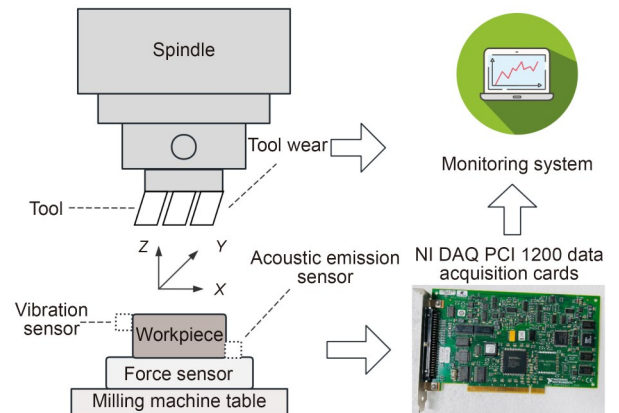 Spindle
Tool wear
Tool
Monitoring system
Z
Y
X
Acoustic emission
sensor
NI DAQ PCI 1200 data
acquisition cards
Vibration
sensor
Workpiece
Force sensor
Milling machine table